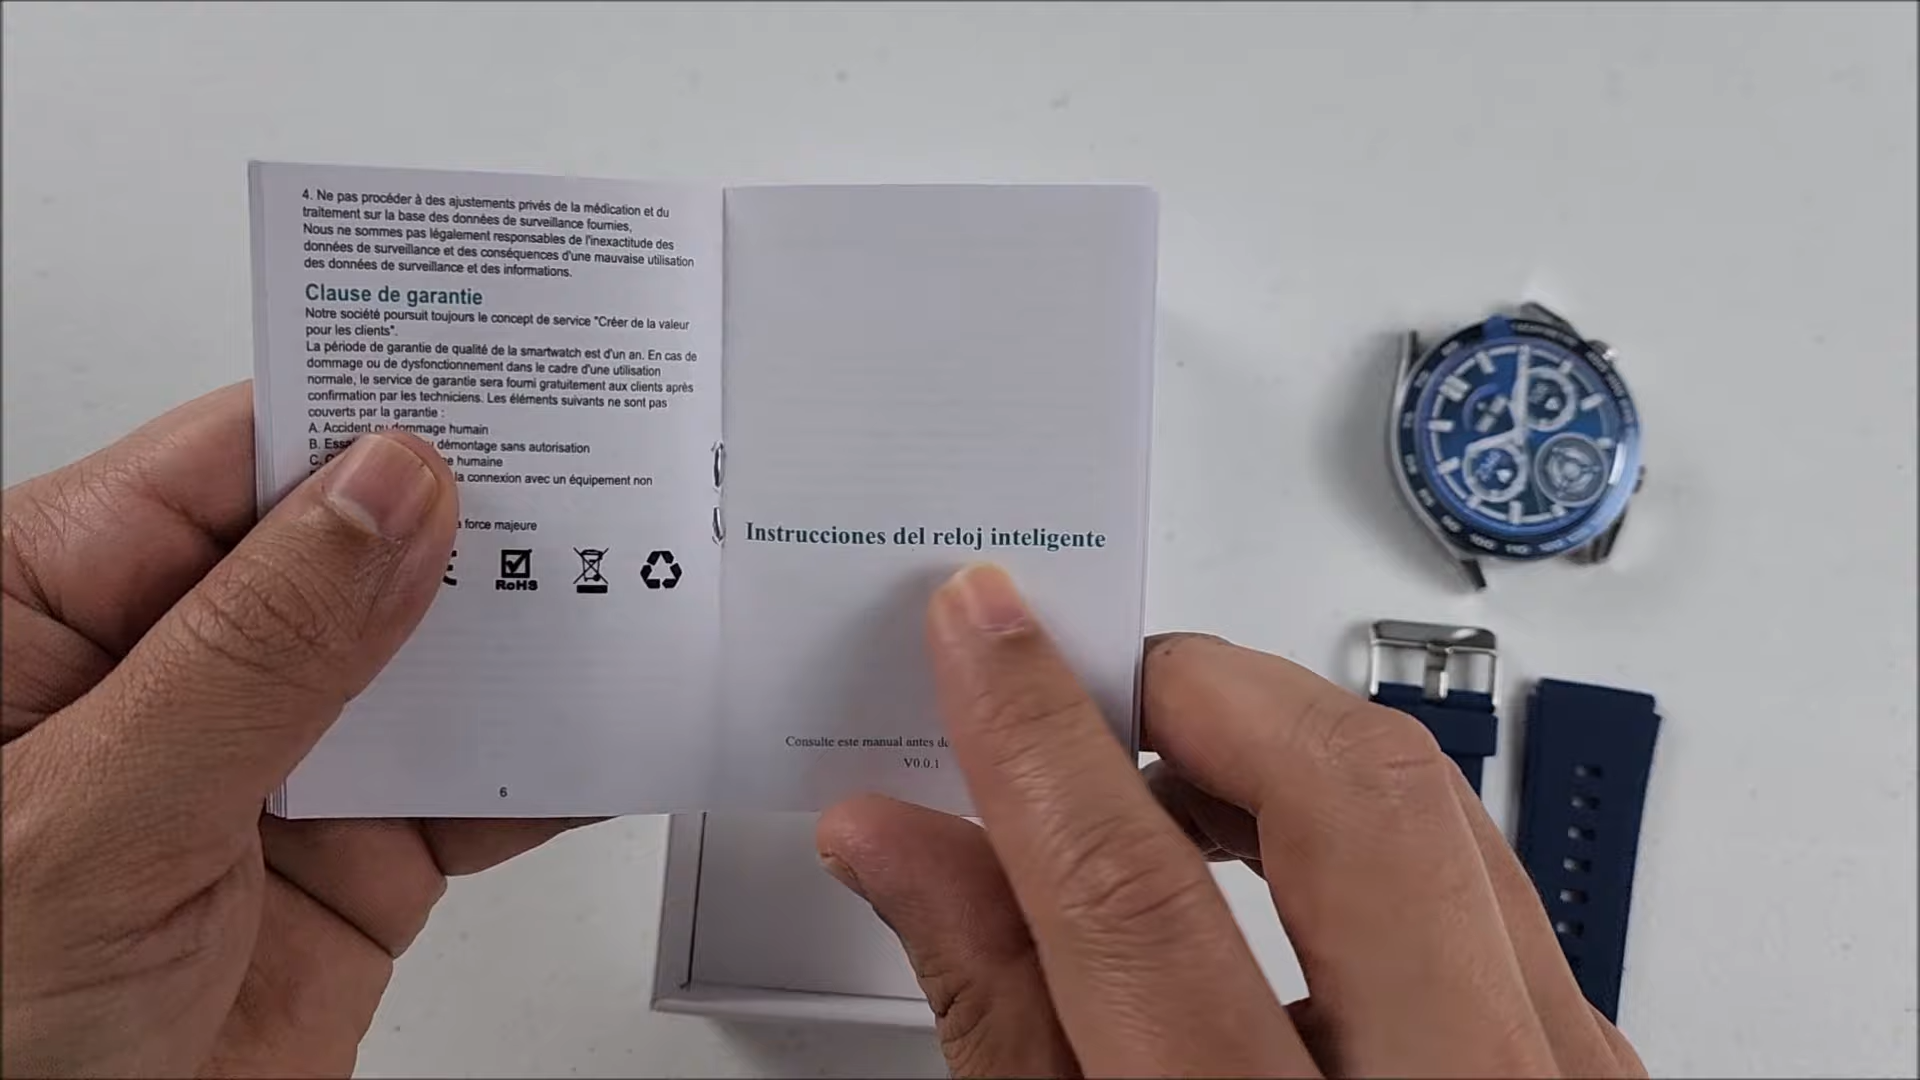 4. Ne pas procéder à des ajustements privés de la médication et du
traitement sur la base des données de surveillance fournies,
Nous ne sommes pas légalement responsables de l'inexactitude des
données de surveillance et des conséquences d'une mauvaise utilisation
des données de surveillance et des informations.
Clause de garantie
Notre société poursuit toujours le concept de service "Créer de la valeur
pour les clients".
La période de garantie de qualité de la smartwatch est d'un an. En cas de
dommage ou de dysfonctionnement dans le cadre d'une utilisation
normale, le service de garantie sera fourni gratuitement aux clients après
confirmation par les techniciens. Les éléments suivants ne sont pas
couverts par la garantie :
A. Accident ou dommage humain
B. démontage sans autorisation
C. humaine
la connexion avec un équipement non
force majeure
RoHS
6
Instrucciones del reloj inteligente
Consulte este manual antes de
V0.0.1